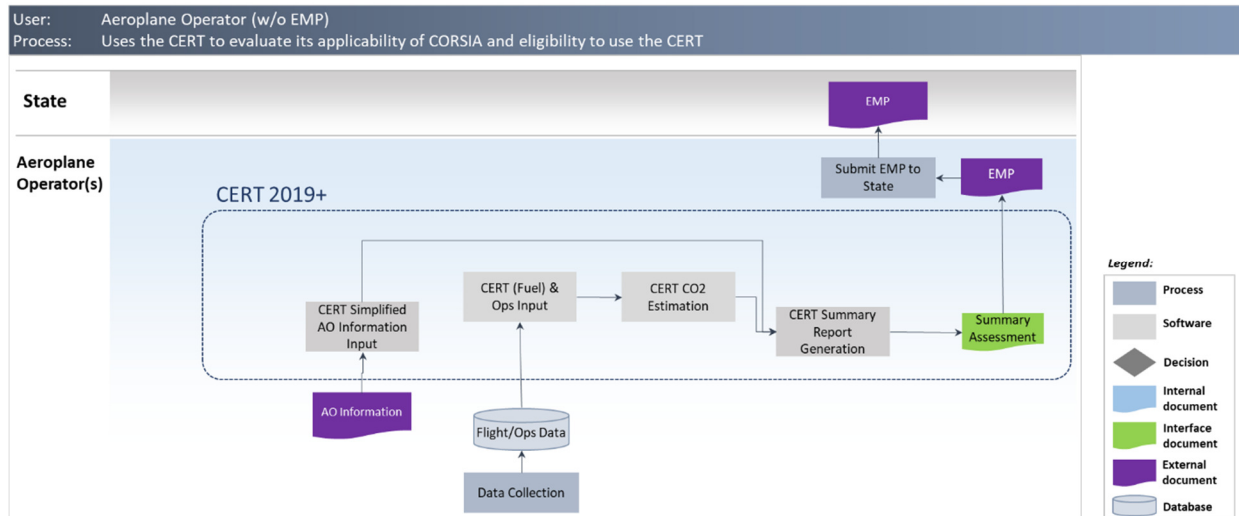 User: Aeroplane Operator (w/o EMP)
Process: Uses the CERT to evaluate its applicability of CORSIA and eligibility to use the CERT
State
EMP
Aeroplane
Operator(s)
Submit EMP to
State
EMP
CERT 2019+
CERT Simplified
AO Information
Input
CERT (Fuel) &
Ops Input
CERT CO2
Estimation
CERT Summary
Report
Generation
Summary
Assessment
AO Information
Flight/Ops Data
Data Collection
Legend:
Process
Software
Decision
Internal
document
Interface
document
External
document
Database